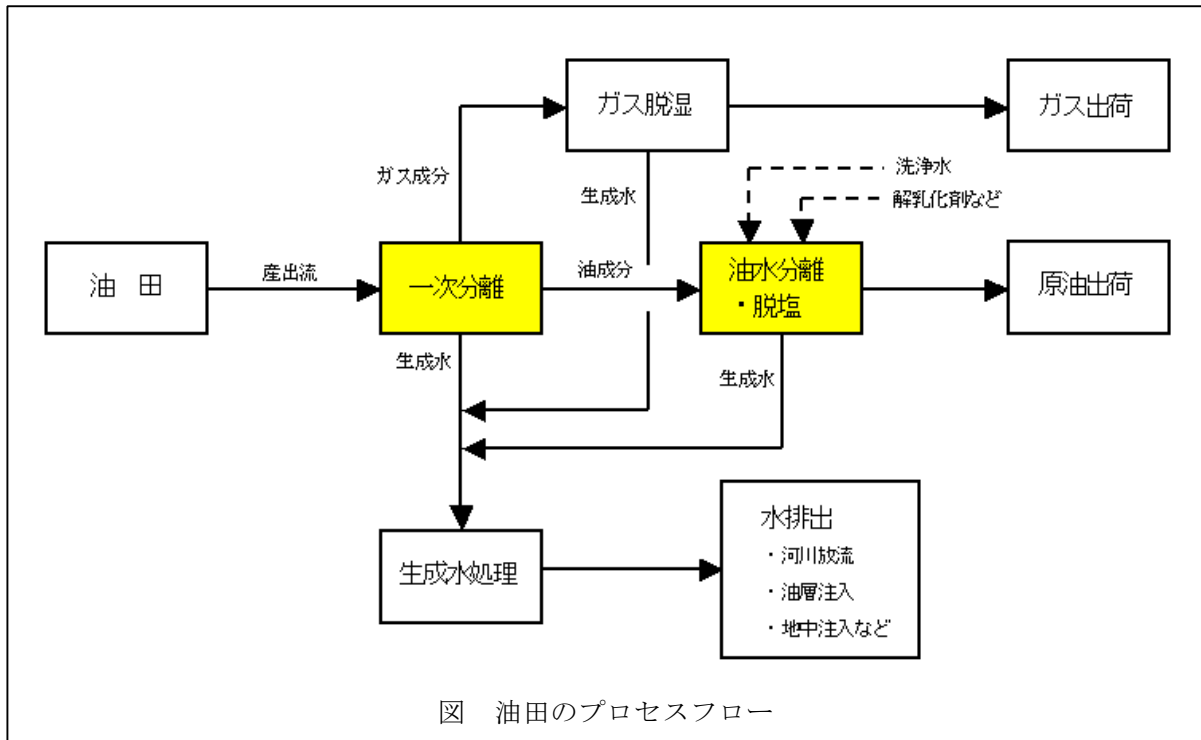 ガス脱湿
ガス出荷
ガス成分
生成水
洗浄水
解乳化剤など
油　田
産出流
一次分離
油成分
油水分離
・脱塩
原油出荷
生成水
生成水
生成水処理
水排出
・河川放流
・油層注入
・地中注入など
図　油田のプロセスフロー